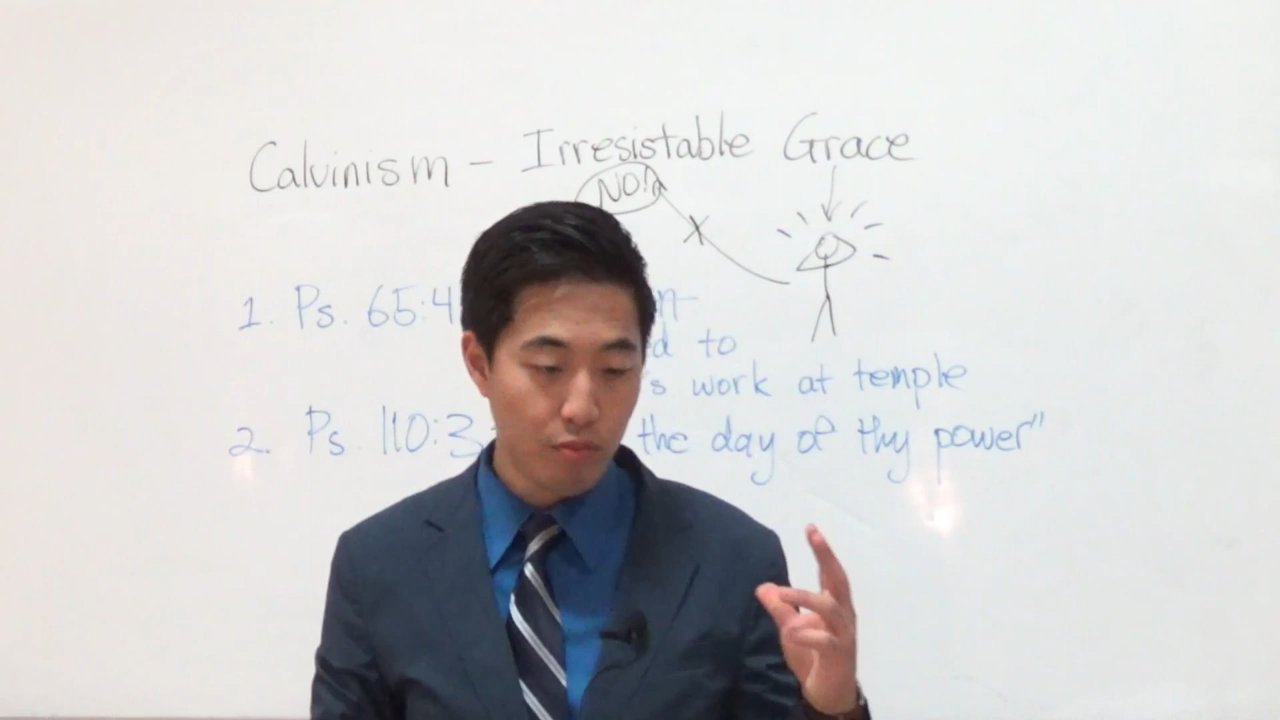 Calvinism - Irresistable Grace
NO!
1. Ps. 65:4
to
work at temple
2. Ps 110:3 the day of thy power"